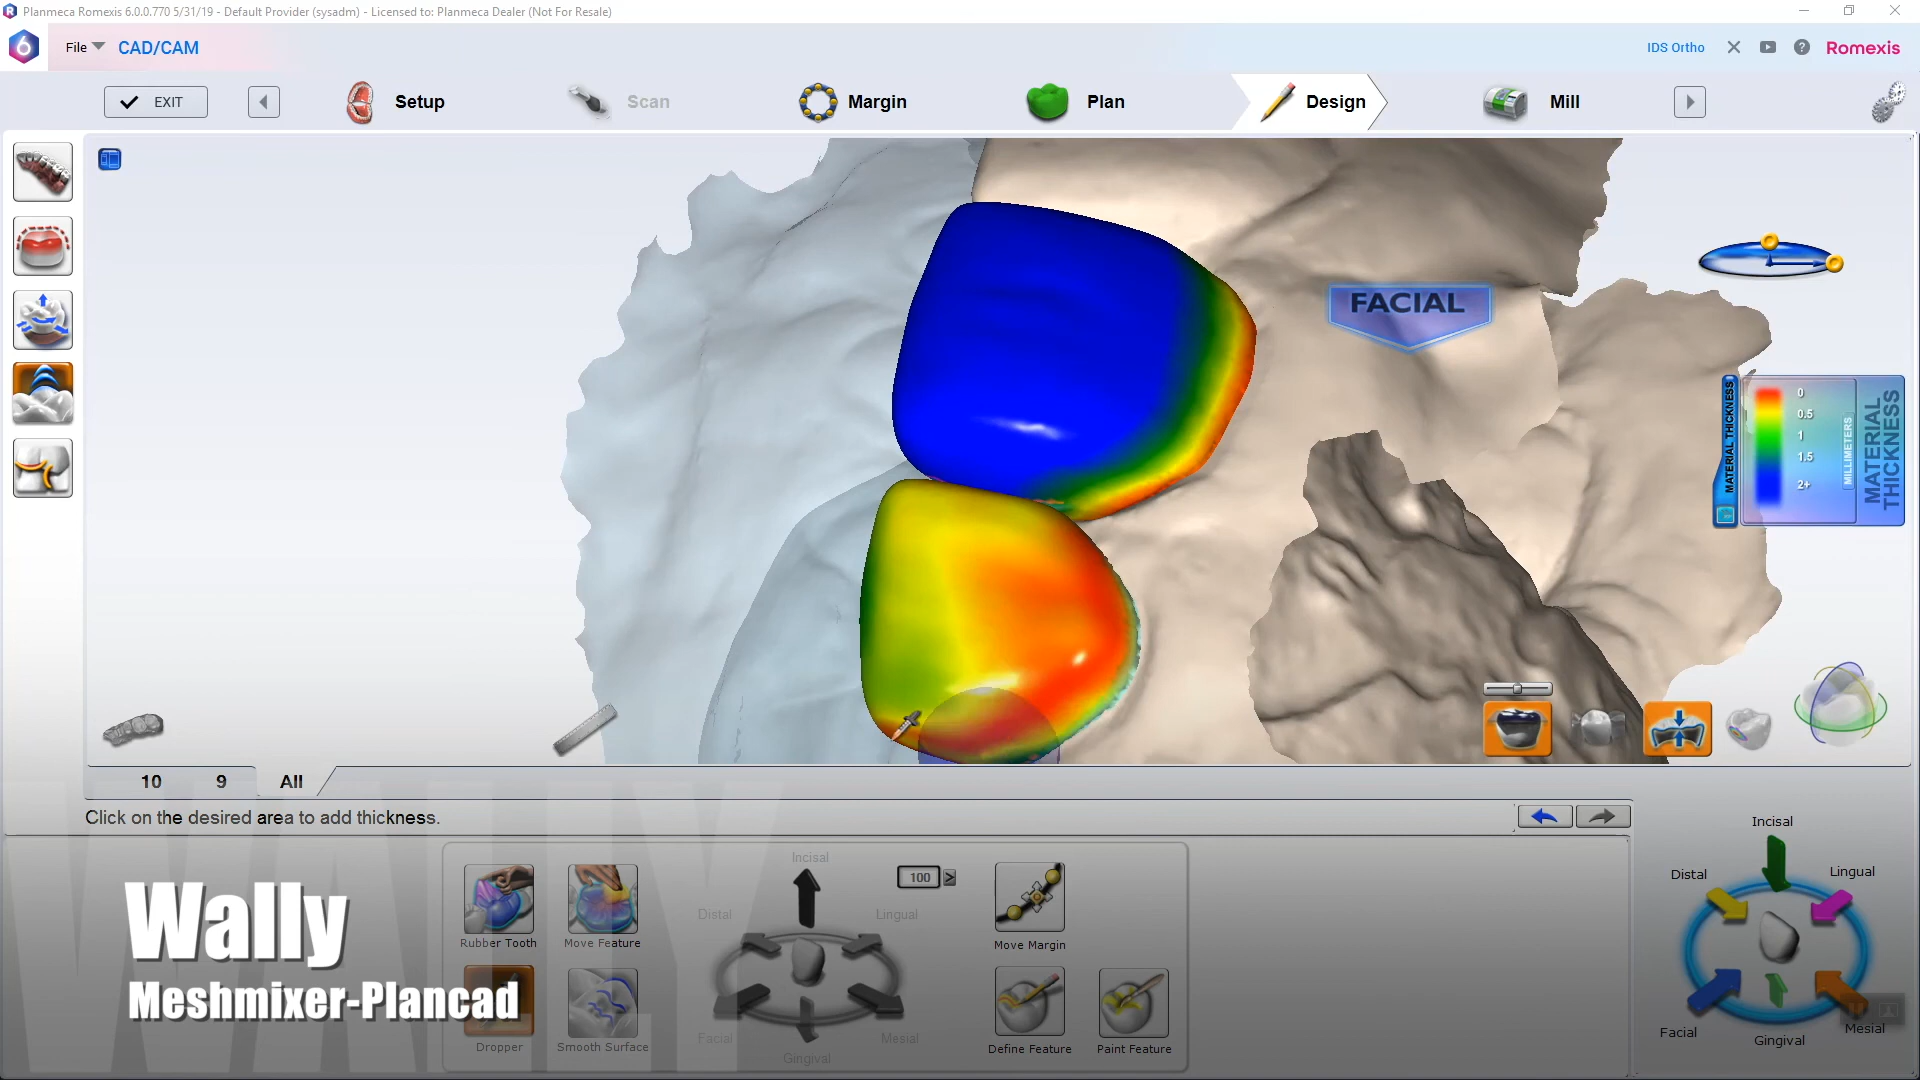 Planmeca Romexis 6.0.0.770 5/31/19 - Default Provider (sysadm) - Licensed to: Planmeca Dealer (Not For Resale)
6
File
CAD/CAM
IDS Ortho
Romexis
EXIT
Setup
Scan
Margin
Plan
Design
Mill
FACIAL
MATERIAL THICKNESS
0
0.5
1
1.5
2+
MILLIMETERS
MATERIAL
THICKNESS
10
9
All
Click on the desired area to add thickness.
WALLY
Wally
Meshmixer-Plancad
Rubber Tooth
Move Feature
Dropper
Smooth Surface
Incisal
Distal
Lingual
Facial
Mesial
Gingival
100
>
Move Margin
Define Feature
Paint Feature
Incisal
Distal
Lingual
Facial
Mesial
Gingival